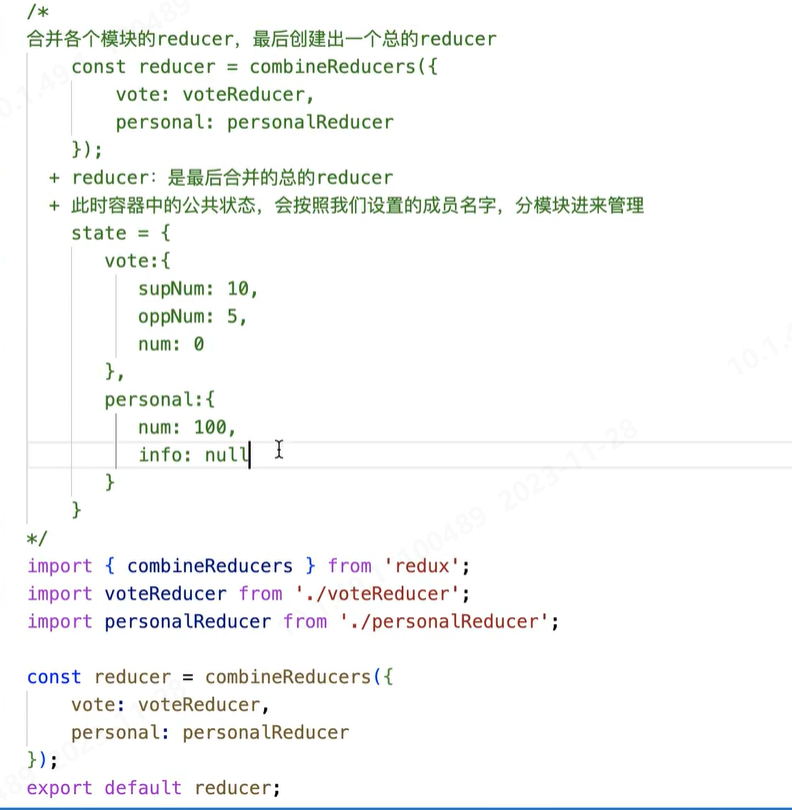 /*
合并各个模块的reducer，最后创建出一个总的reducer
    const reducer = combineReducers({
        vote: voteReducer,
        personal: personalReducer
    });
  + reducer：是最后合并的总的reducer
  + 此时容器中的公共状态，会按照我们设置的成员名字，分模块进来管理
    state = {
       vote:{
          supNum: 10,
          oppNum: 5,
          num: 0
       },
       personal:{
          num: 100,
          info: null
       }
    }
*/
import { combineReducers } from 'redux';
import voteReducer from './voteReducer';
import personalReducer from './personalReducer';

const reducer = combineReducers({
    vote: voteReducer,
    personal: personalReducer
});
export default reducer;
100489 2023-11-28